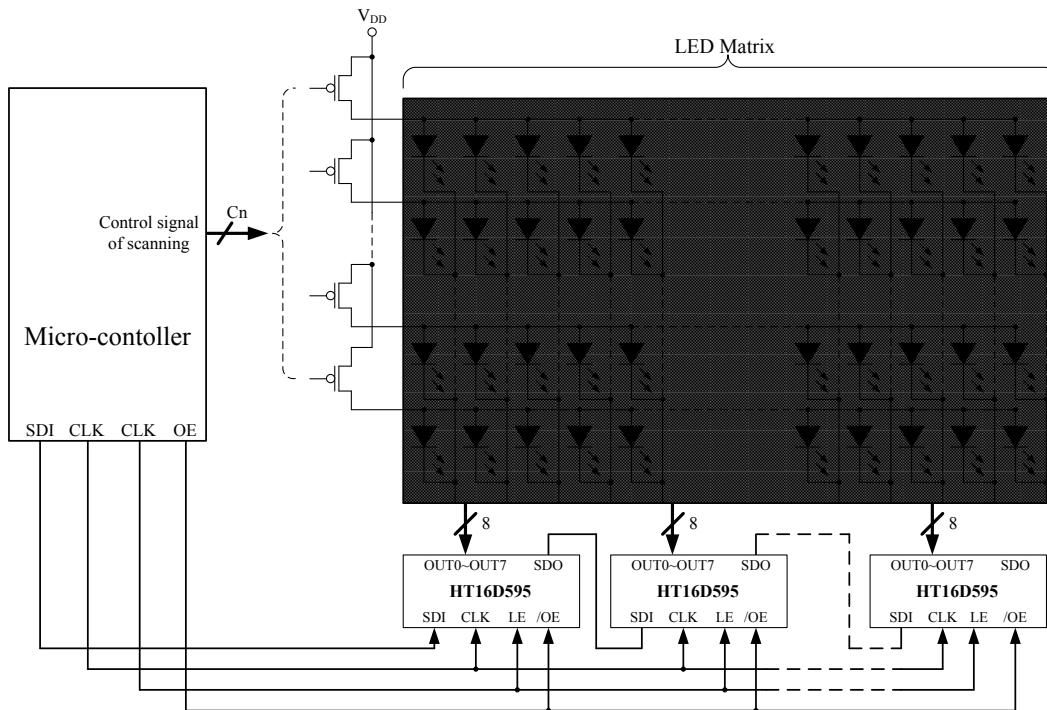 VDD
LED Matrix
Cn
Control signal
of scanning
Micro-contoller
SDI CLK CLK OE
8 8 8
OUT0~OUT7 SDO
HT16D595
SDI CLK LE /OE
OUT0~OUT7 SDO
HT16D595
SDI CLK LE /OE
OUT0~OUT7 SDO
HT16D595
SDI CLK LE /OE